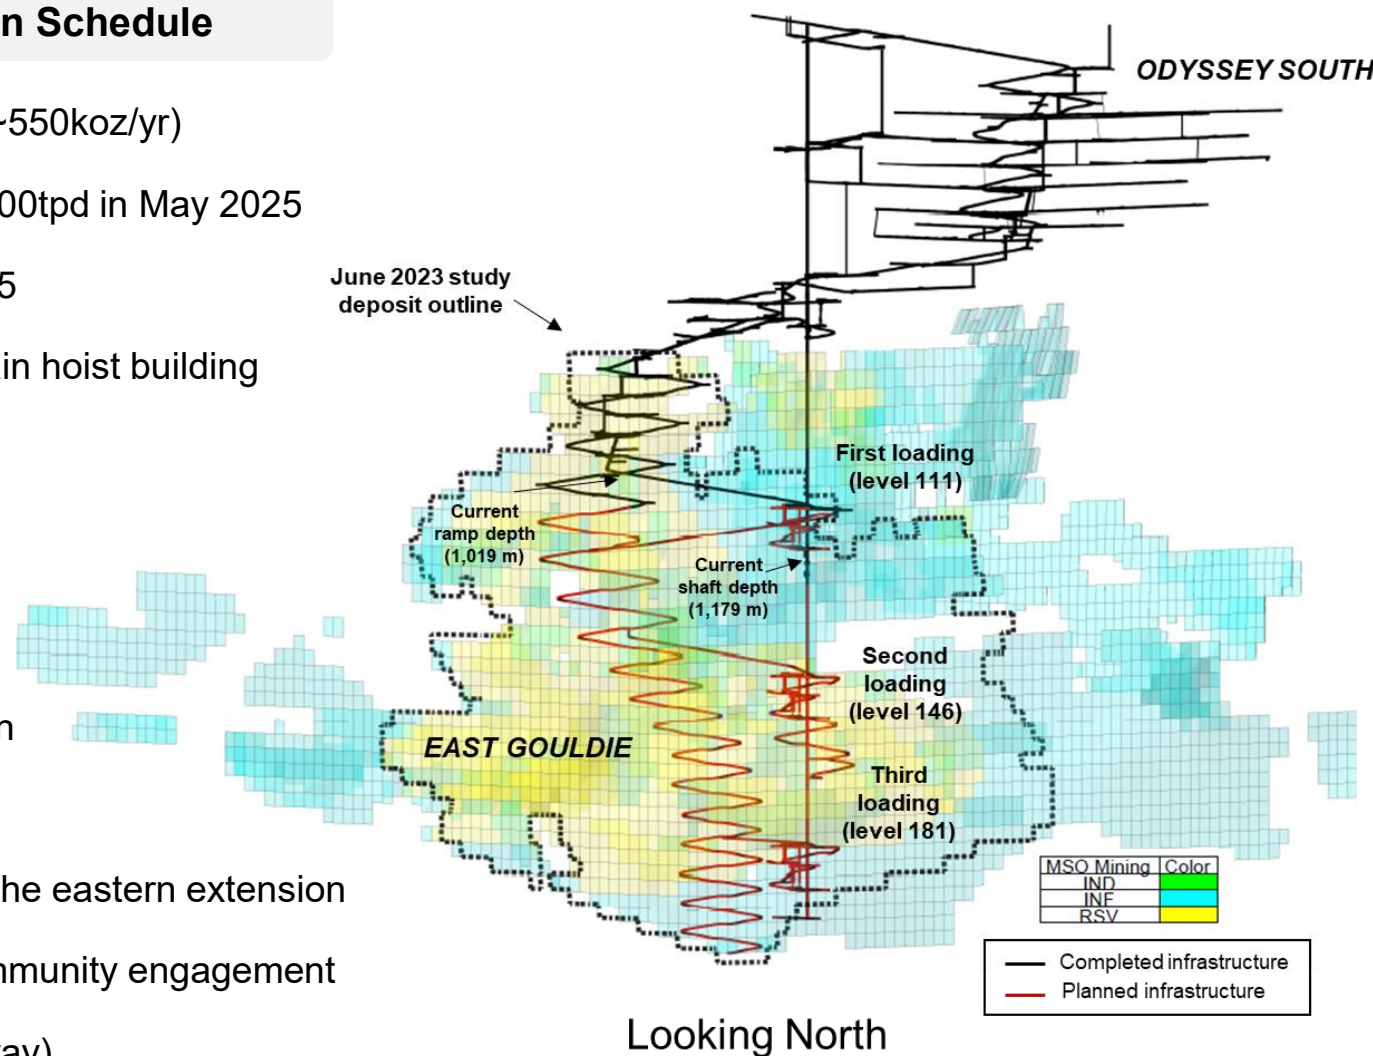 n Schedule
~550koz/yr)
00tpd in May 2025
5
in hoist building
n
he eastern extension
mmunity engagement
vay)
ODYSSEY SOUTH
June 2023 study
deposit outline
First loading
(level 111)
Current
ramp depth
(1,019 m)
Current
shaft depth
(1,179 m)
Second
loading
(level 146)
EAST GOULDIE
Third
loading
(level 181)
MSO Mining Color
IND
INF
RSV
Completed infrastructure
Planned infrastructure
Looking North